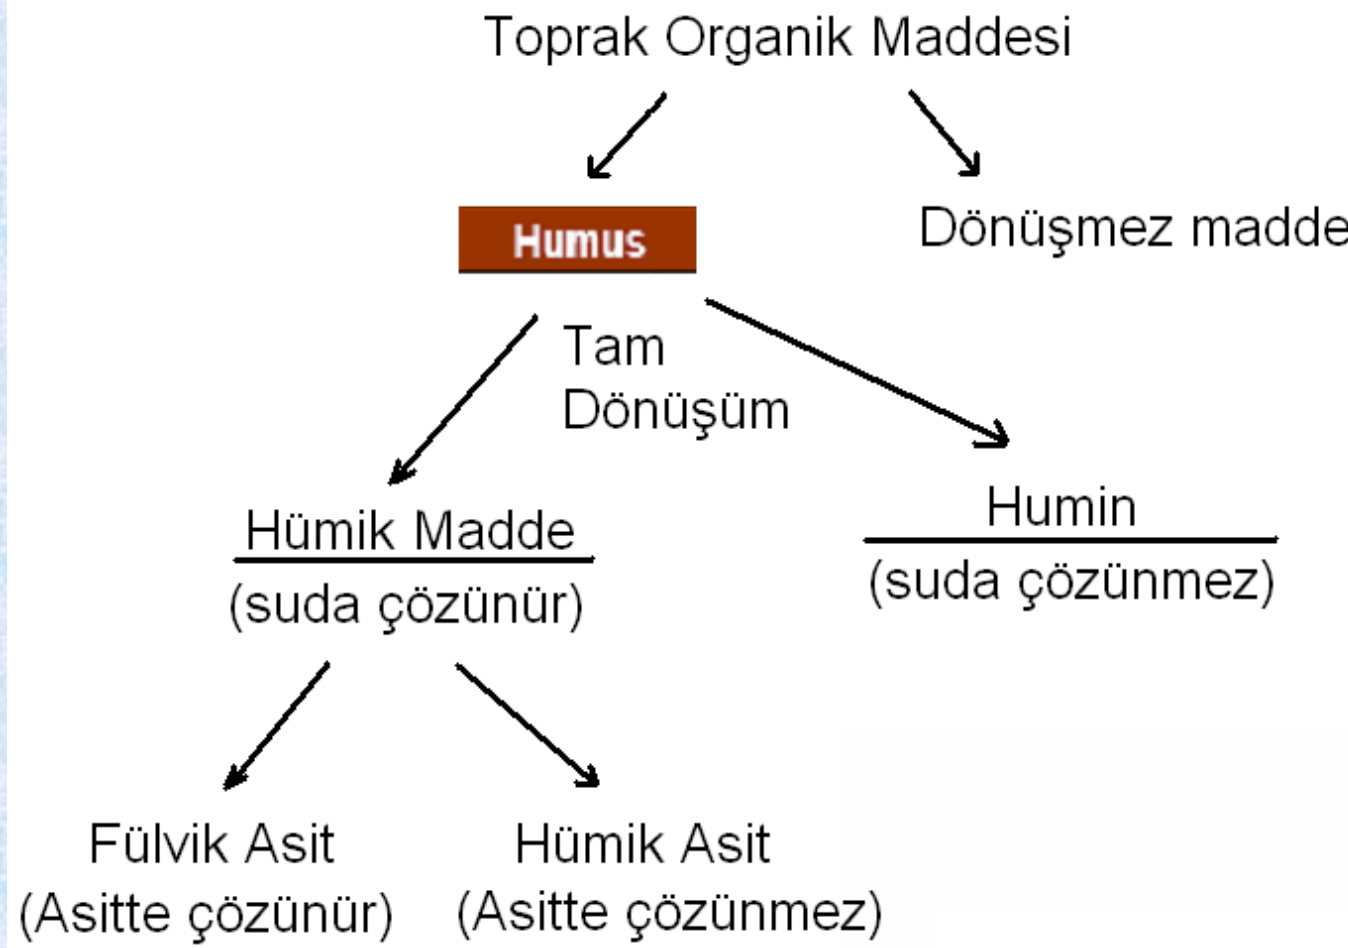 Toprak Organik Maddesi
Humus
Dönüşmez madde
Tam
Dönüşüm
Hümik Madde
(suda çözünür)
Humin
(suda çözünmez)
Fülvik Asit
(Asitte çözünür)
Hümik Asit
(Asitte çözünmez)